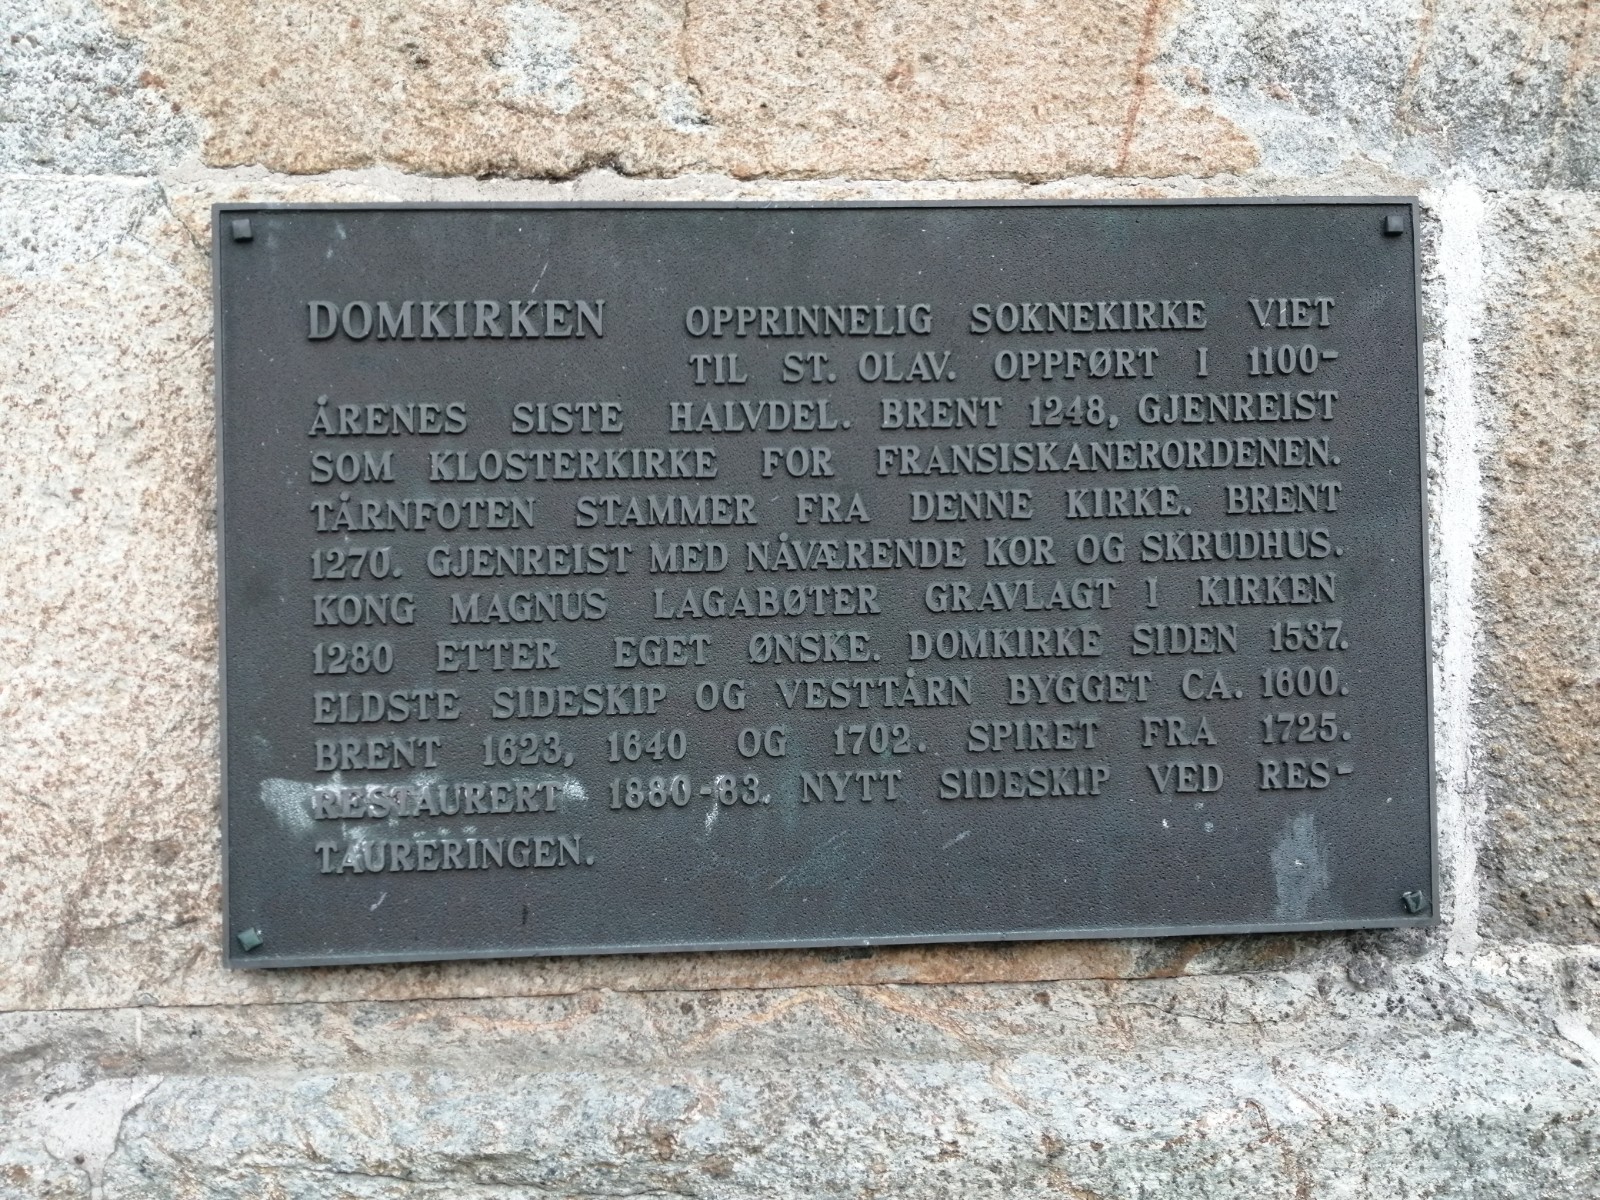 DOMKIRKEN OPPRINNELIG SOKNEKIRKE VIET
TIL ST. OLAV. OPPFØRT I 1100-
ÅRENES SISTE HALVDEL. BRENT 1248, GJENREIST
SOM KLOSTERKIRKE FOR FRANSISKANERORDENEN.
TÅRNFOTEN STAMMER FRA DENNE KIRKE. BRENT
1270. GJENREIST MED NÅVÆRENDE KOR OG SKRUDHUS.
KONG MAGNUS LAGABØTER GRAVLAGT I KIRKEN
1280 ETTER EGET ØNSKE. DOMKIRKE SIDEN 1537.
ELDSTE SIDESKIP OG VESTTÅRN BYGGET CA. 1600.
BRENT 1623, 1640 OG 1702. SPIRET FRA 1725.
RESTAURERT 1880-83. NYTT SIDESKIP VED RES-
TAURERINGEN.